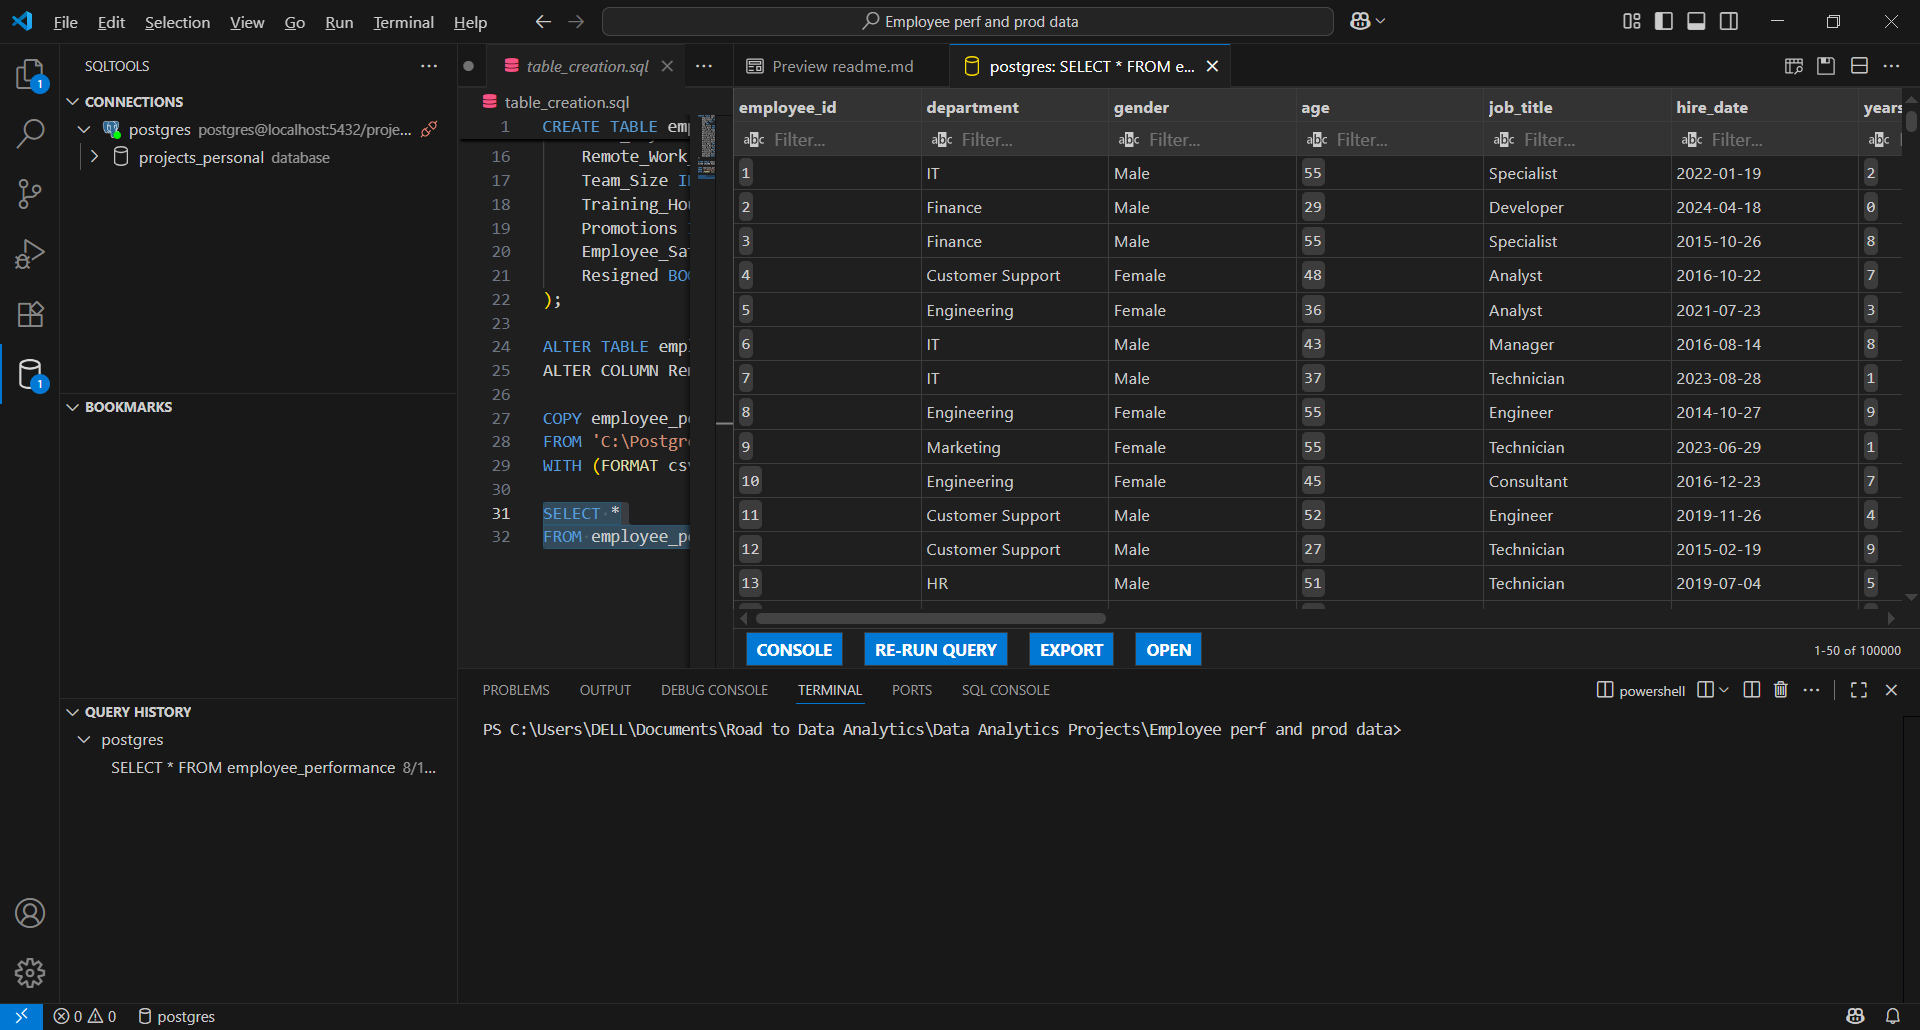 File Edit Selection View Go Run Terminal Help
Employee perf and prod data
SQLTOOLS
CONNECTIONS
postgres postgres@localhost:5432/proje...
projects_personal database
BOOKMARKS
QUERY HISTORY
postgres
SELECT * FROM employee_performance 8/1...
table_creation.sql
table_creation.sql
1 CREATE TABLE em
16 Remote_Work_
17 Team_Size I
18 Training_Ho
19 Promotions
20 Employee_Sa
21 Resigned BO
22 );
23
24 ALTER TABLE emp
25 ALTER COLUMN Re
26
27 COPY employee_p
28 FROM 'C:\Postgr
29 WITH (FORMAT cs
30
31 SELECT *
32 FROM employee_p
Preview readme.md
postgres: SELECT * FROM e...
employee_id department gender age job_title hire_date years
abc Filter... abc Filter... abc Filter... abc Filter... abc Filter... abc Filter... abc
1 IT Male 55 Specialist 2022-01-19 2
2 Finance Male 29 Developer 2024-04-18 0
3 Finance Male 55 Specialist 2015-10-26 8
4 Customer Support Female 48 Analyst 2016-10-22 7
5 Engineering Female 36 Analyst 2021-07-23 3
6 IT Male 43 Manager 2016-08-14 8
7 IT Male 37 Technician 2023-08-28 1
8 Engineering Female 55 Engineer 2014-10-27 9
9 Marketing Female 55 Technician 2023-06-29 1
10 Engineering Female 45 Consultant 2016-12-23 7
11 Customer Support Male 52 Engineer 2019-11-26 4
12 Customer Support Male 27 Technician 2015-02-19 9
13 HR Male 51 Technician 2019-07-04 5
CONSOLE RE-RUN QUERY EXPORT OPEN 1-50 of 100000
PROBLEMS OUTPUT DEBUG CONSOLE TERMINAL PORTS SQL CONSOLE powershell
PS C:\Users\DELL\Documents\Road to Data Analytics\Data Analytics Projects\Employee perf and prod data>
1
1
0 0 postgres